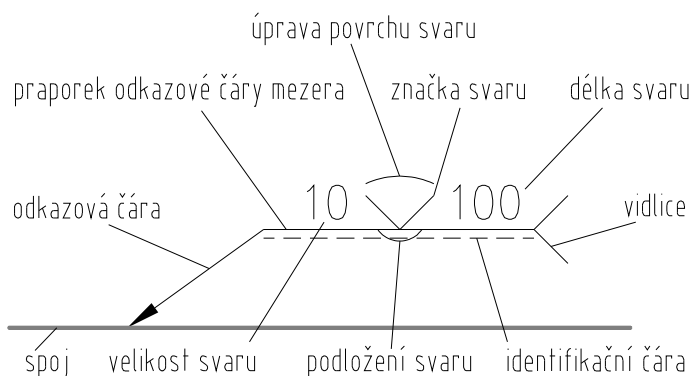 úprava povrchu svaru
praporek odkazové čáry mezera značka svaru délka svaru
10 100
odkazová čára vidlice
spoj velikost svaru podložení svaru identifikační čára